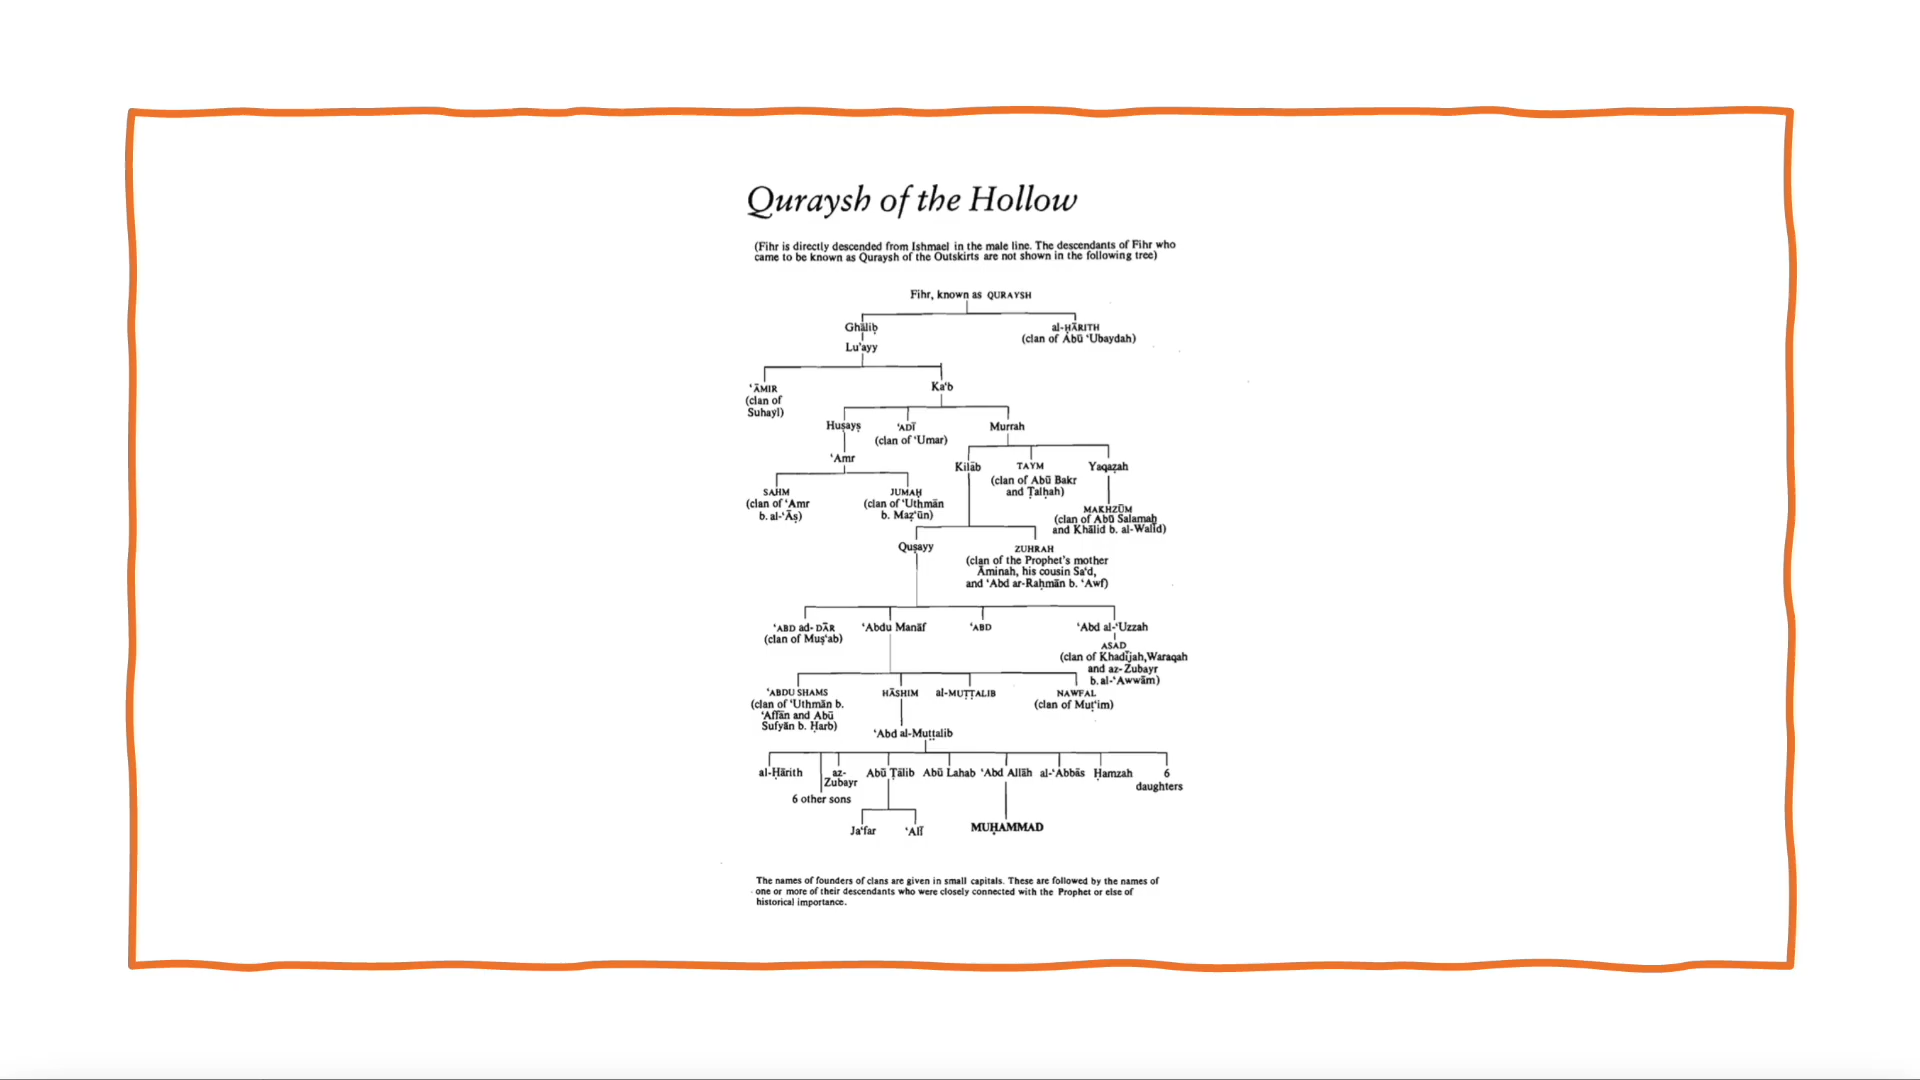 Quraysh of the Hollow
(Fihr is directly descended from Ishmael in the male line. The descendants of Fihr who
came to be known as Quraysh of the Outskirts are not shown in the following tree)
Fihr, known as QURAYSH
Ghālib
al-ḤĀRITH
(clan of Abū ‘Ubaydah)
Lu’ayy
‘ĀMIR
(clan of
Suhayl)
Ka‘b
Huṣayṣ
‘ADĪ
(clan of ‘Umar)
Murrah
‘Amr
Kilāb
TAYM
(clan of Abū Bakr
and Ṭalḥah)
Yaqaẓah
SAHM
(clan of ‘Amr
b. al-‘Āṣ)
JUMAḤ
(clan of ‘Uthmān
b. Maẓ‘ūn)
MAKHZŪM
(clan of Abū Salamah
and Khālid b. al-Walīd)
Quṣayy
ZUHRAH
(clan of the Prophet's mother
Āminah, his cousin Sa‘d,
and ‘Abd ar-Raḥmān b. ‘Awf)
‘ABD ad-DĀR
(clan of Muṣ‘ab)
‘Abdu Manāf
‘ABD
‘Abd al-‘Uzzah
ASAD
(clan of Khadījah,Waraqah
and az-Zubayr
b.al-‘Awwām)
‘ABDU SHAMS
(clan of ‘Uthmān b.
‘Affān and Abū
Sufyān b. Ḥarb)
HĀSHIM
al-MUṬṬALIB
NAWFAL
(clan of Muṭ‘im)
‘Abd al-Muṭṭalib
al-Ḥārith
az-
Zubayr
Abū Ṭālib
Abū Lahab
‘Abd Allāh
al-‘Abbās
Ḥamzah
6
daughters
6 other sons
Ja‘far
‘Alī
MUḤAMMAD
The names of founders of clans are given in small capitals. These are followed by the names of
one or more of their descendants who were closely connected with the Prophet or else of
historical importance.